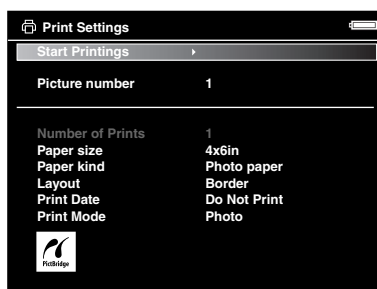 Print Settings
Start Printings
Picture number 1
Number of Prints 1
Paper size 4x6in
Paper kind Photo paper
Layout Border
Print Date Do Not Print
Print Mode Photo
PictBridge